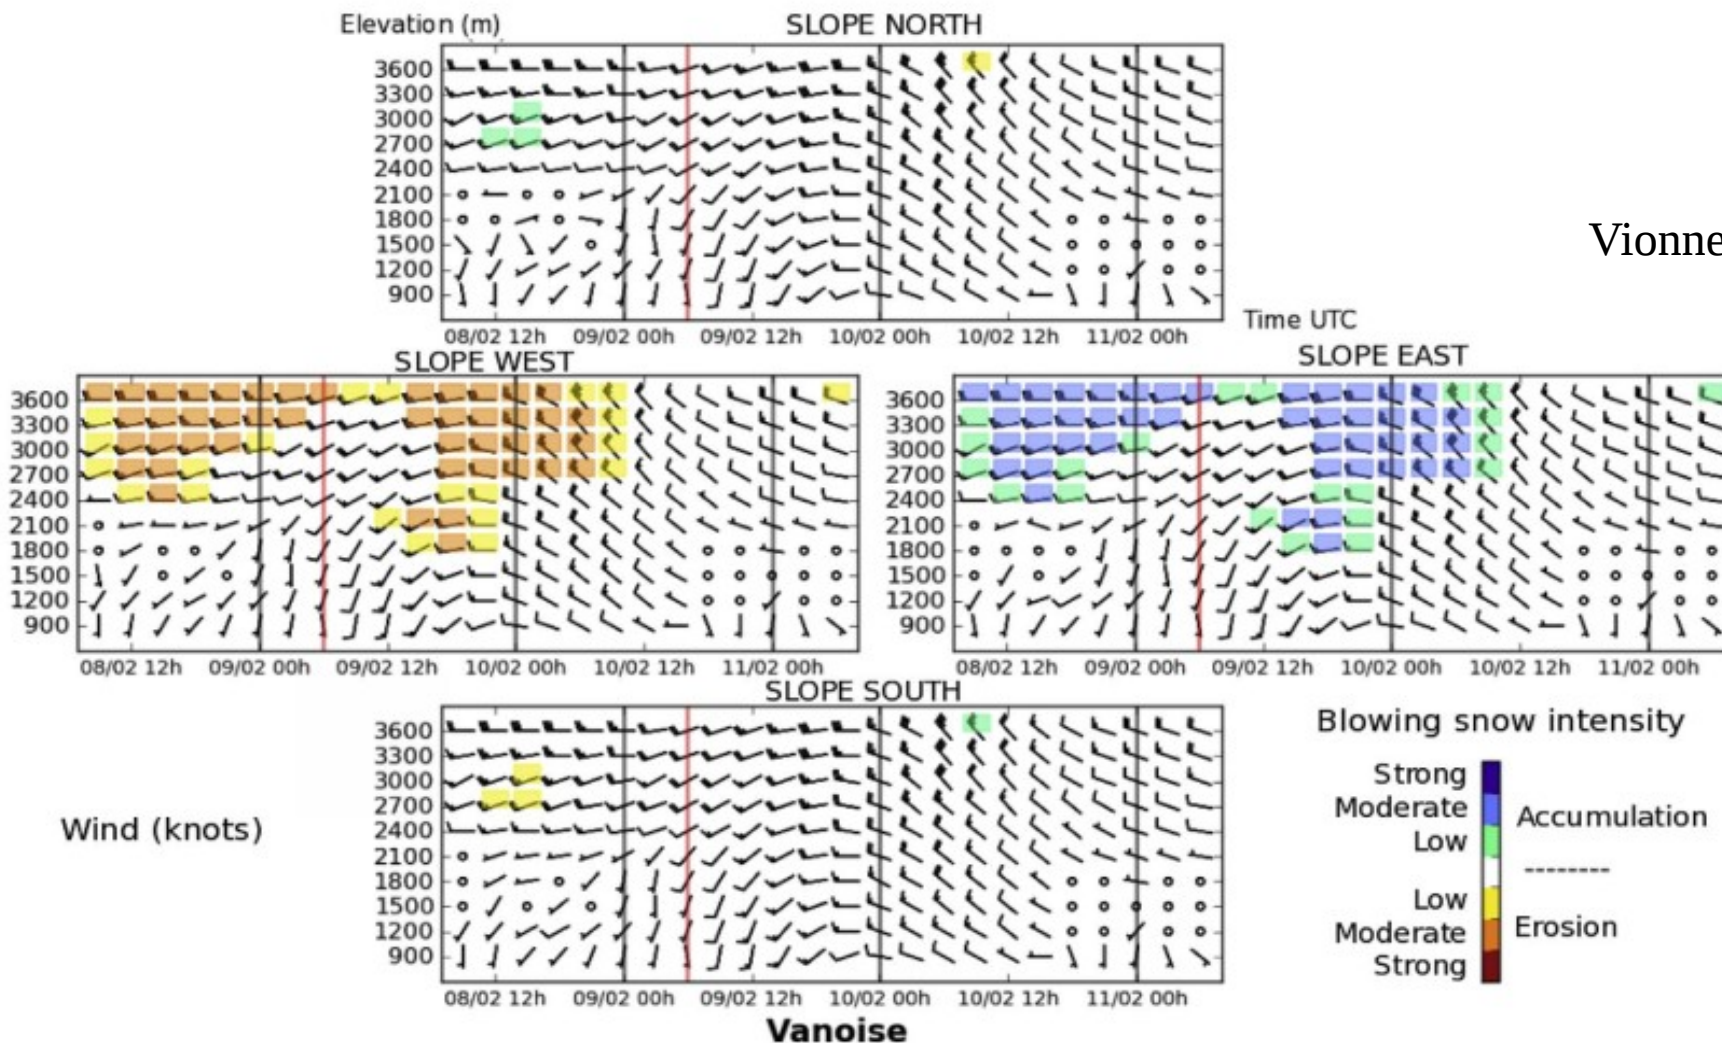 Elevation (m)
SLOPE NORTH
3600
3300
3000
2700
2400
2100
1800
1500
1200
900
08/02 12h 09/02 00h 09/02 12h 10/02 00h 10/02 12h 11/02 00h
Time UTC
Vionne
SLOPE WEST
3600
3300
3000
2700
2400
2100
1800
1500
1200
900
08/02 12h 09/02 00h 09/02 12h 10/02 00h 10/02 12h 11/02 00h
SLOPE EAST
3600
3300
3000
2700
2400
2100
1800
1500
1200
900
08/02 12h 09/02 00h 09/02 12h 10/02 00h 10/02 12h 11/02 00h
SLOPE SOUTH
3600
3300
3000
2700
2400
2100
1800
1500
1200
900
08/02 12h 09/02 00h 09/02 12h 10/02 00h 10/02 12h 11/02 00h
Vanoise
Wind (knots)
Blowing snow intensity
Strong
Moderate
Low
Accumulation
--------
Low
Moderate
Strong
Erosion